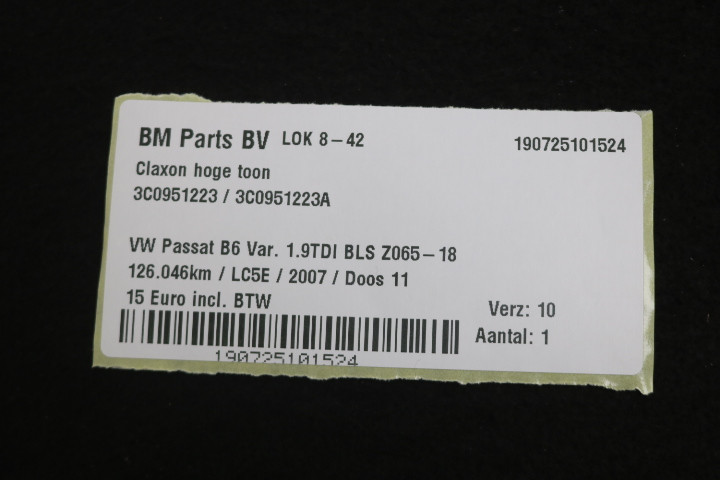 BM Parts BV LOK 8-42 190725101524
Claxon hoge toon
3C0951223 / 3C0951223A
VW Passat B6 Var. 1.9TDI BLS Z065-18
126.046km / LC5E / 2007 / Doos 11
15 Euro incl. BTW
Verz: 10
Aantal: 1
190725101524